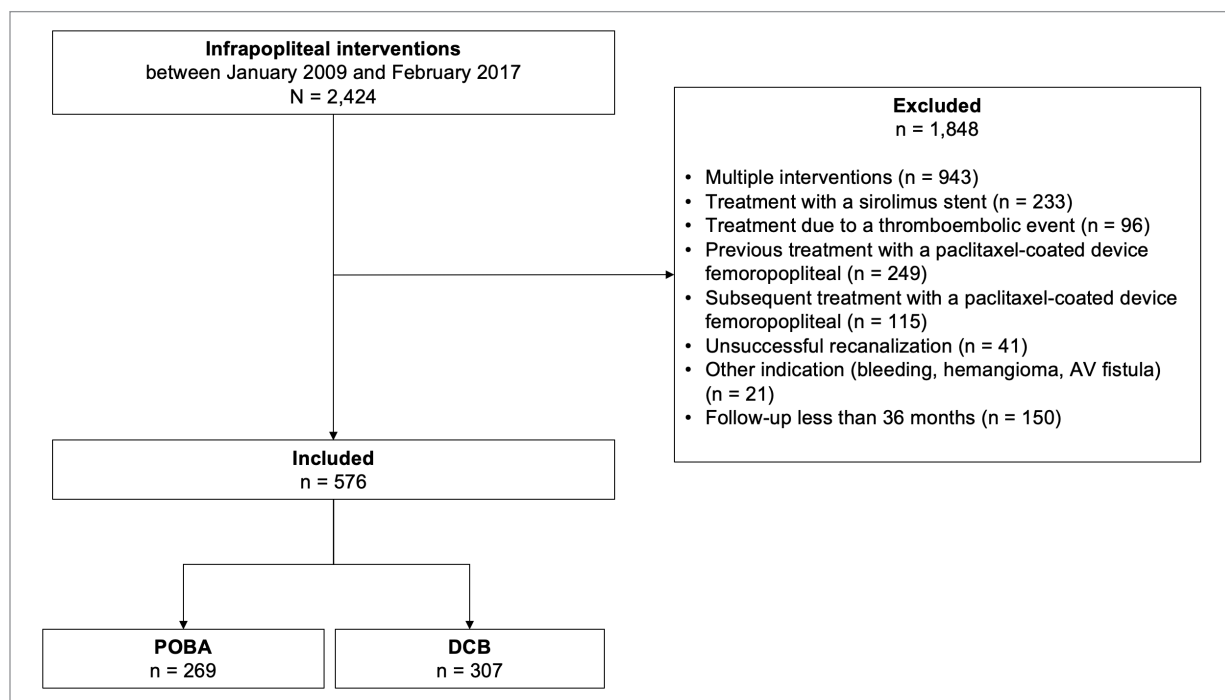 Infrapopliteal interventions
between January 2009 and February 2017
N = 2,424
Excluded
n = 1,848
• Multiple interventions (n = 943)
• Treatment with a sirolimus stent (n = 233)
• Treatment due to a thromboembolic event (n = 96)
• Previous treatment with a paclitaxel-coated device
femoropopliteal (n = 249)
• Subsequent treatment with a paclitaxel-coated device
femoropopliteal (n = 115)
• Unsuccessful recanalization (n = 41)
• Other indication (bleeding, hemangioma, AV fistula)
(n = 21)
• Follow-up less than 36 months (n = 150)
Included
n = 576
POBA
n = 269
DCB
n = 307